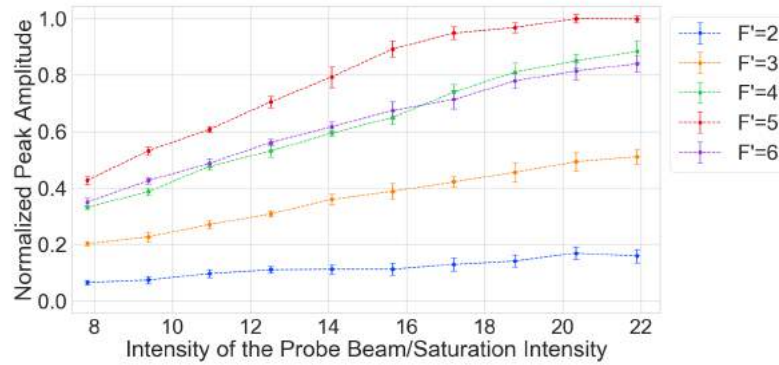 1.0
0.8
0.6
0.4
0.2
0.0
Normalized Peak Amplitude
8 10 12 14 16 18 20 22
Intensity of the Probe Beam/Saturation Intensity
F'=2
F'=3
F'=4
F'=5
F'=6